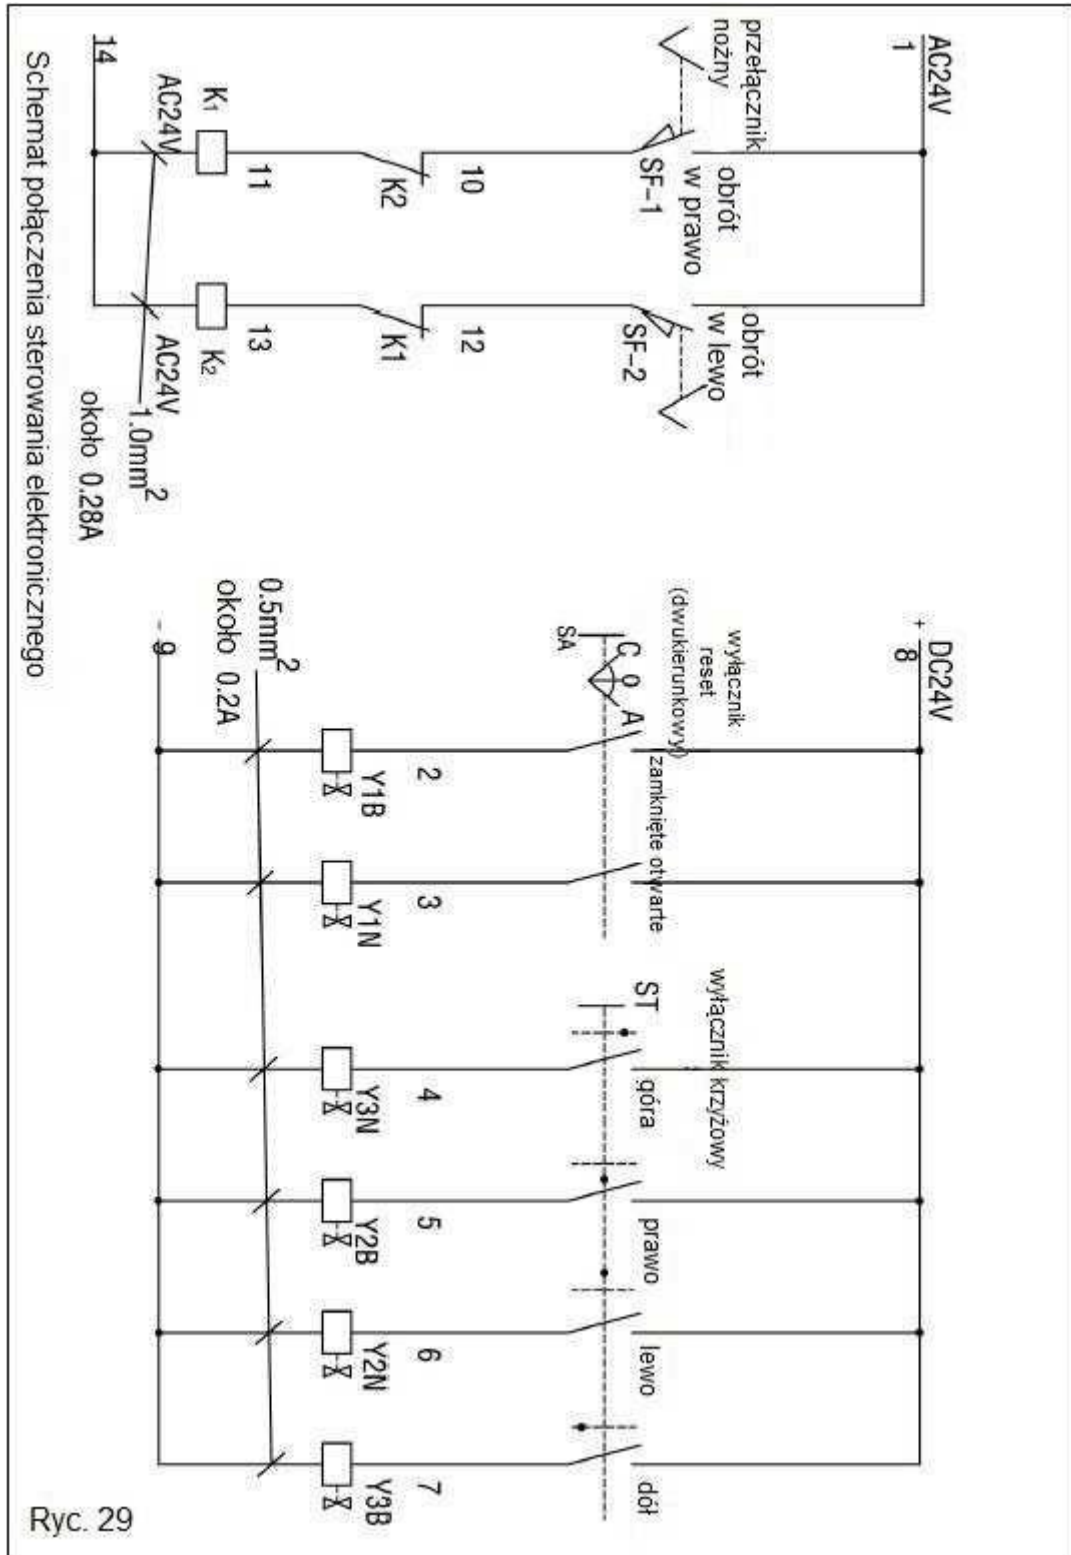 AC24V
1
przełącznik
nożny
obrót
w prawo
SF-1
obrót
w lewo
SF-2
10
12
K2
K1
11
13
K1
K2
AC24V
AC24V
14
1.0mm2
około 0.28A
DC24V
+
8
wyłącznik
reset
(dwukierunkowy)
C
o
A
SA
zamknięte otwarte
wyłącznik krzyżowy
ST
góra
prawo
lewo
dół
2
3
4
5
6
7
Y1B
Y1N
Y3N
Y2B
Y2N
Y3B
0.5mm2
około 0.2A
-
9
Schemat połączenia sterowania elektronicznego
Ryc. 29